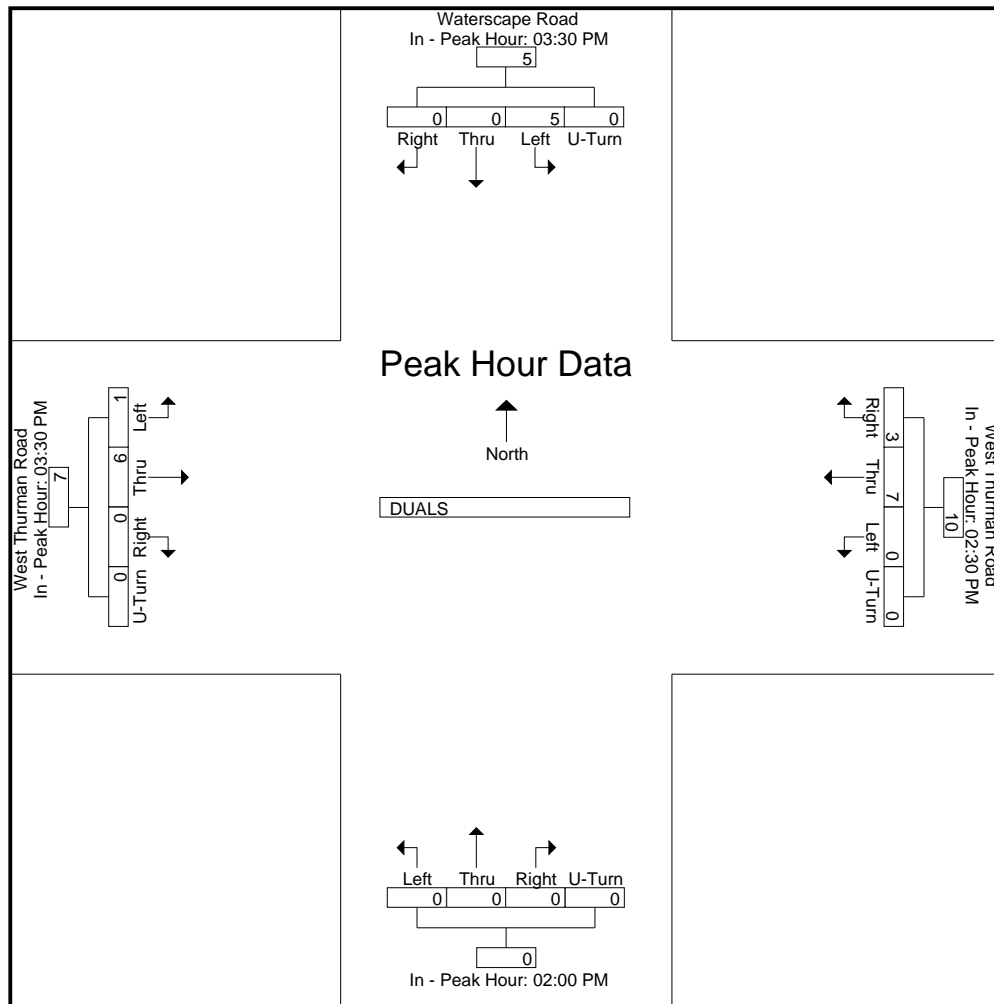 Waterscape Road
In - Peak Hour: 03:30 PM
5
0 0 5 0
Right Thru Left U-Turn
Peak Hour Data
North
DUALS
West Thurman Road
In - Peak Hour: 03:30 PM
7
1 6 0 0
Left Thru Right U-Turn
West Thurman Road
In - Peak Hour: 02:30 PM
10
3 7 0 0
Right Thru Left U-Turn
Left Thru Right U-Turn
0 0 0 0
0
In - Peak Hour: 02:00 PM